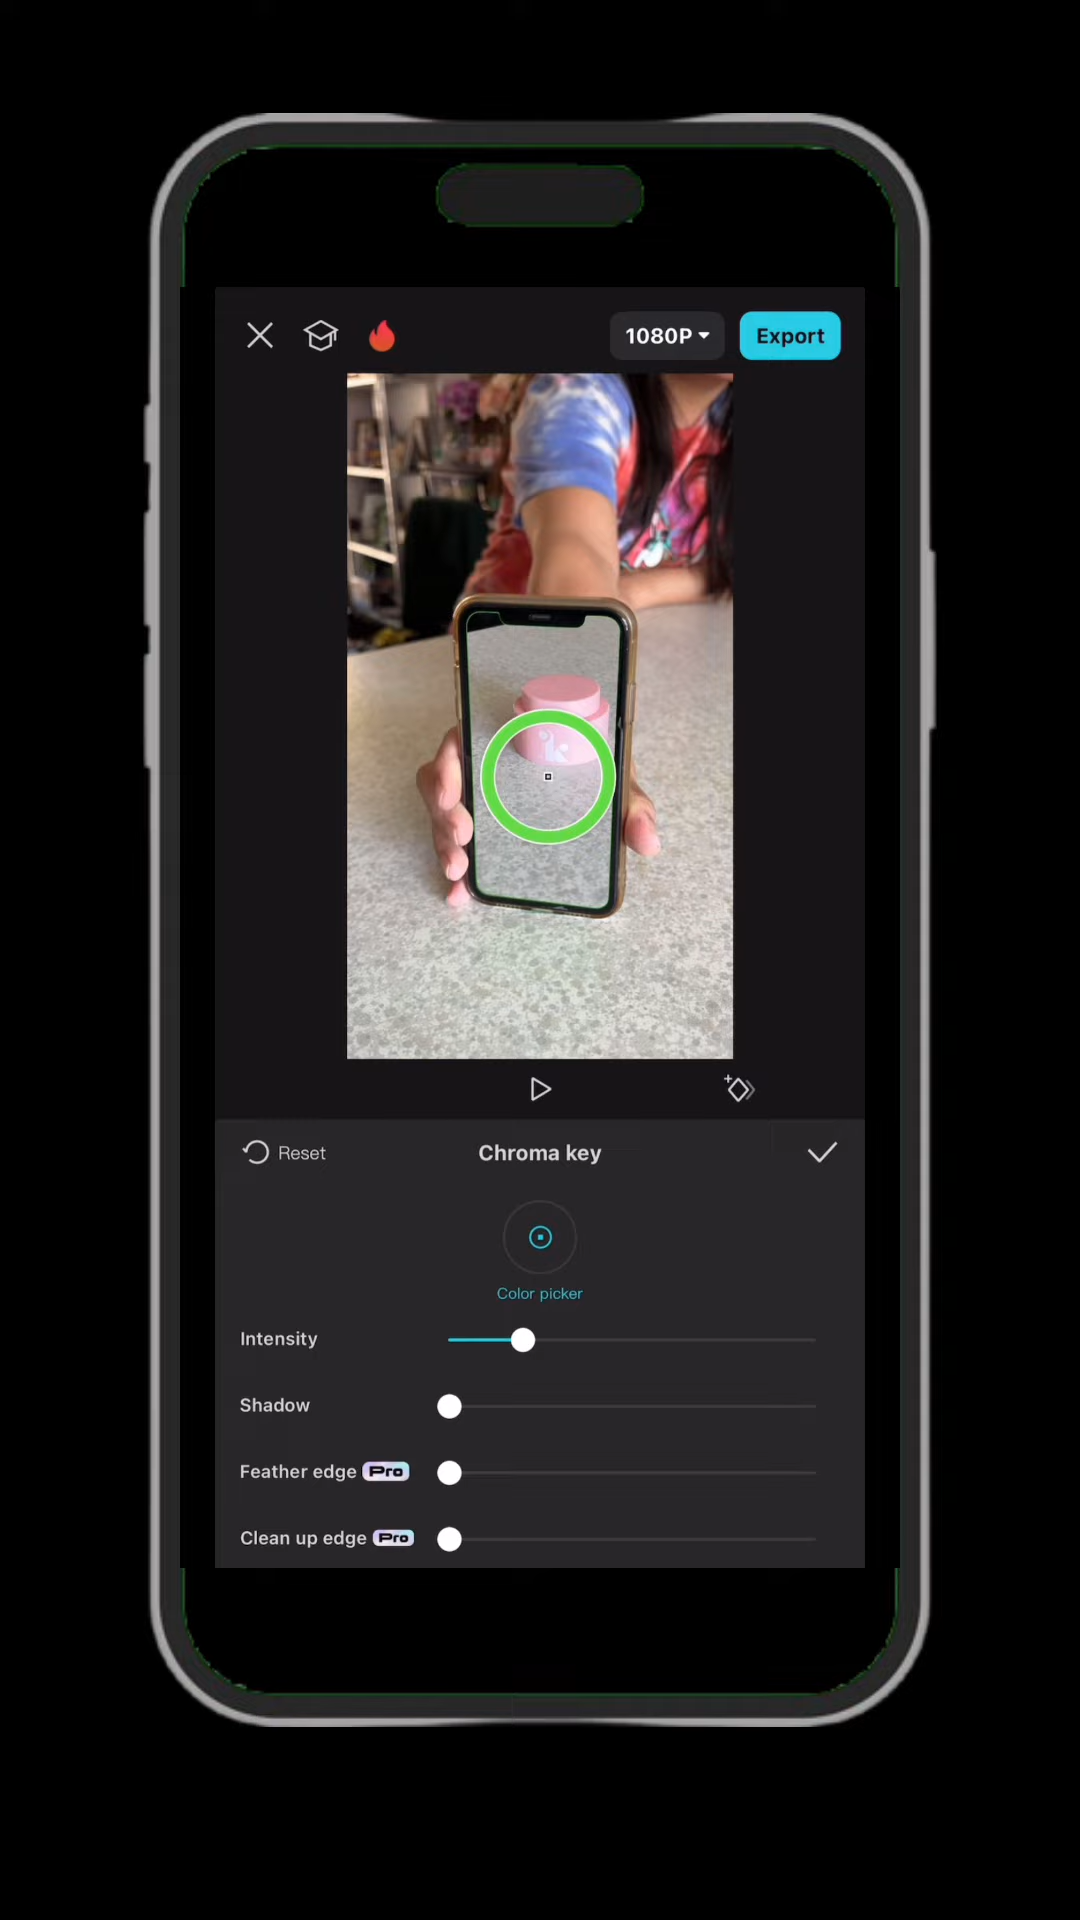 1080P
Export
Reset
Chroma key
Color picker
Intensity
Shadow
Feather edge Pro
Clean up edge Pro